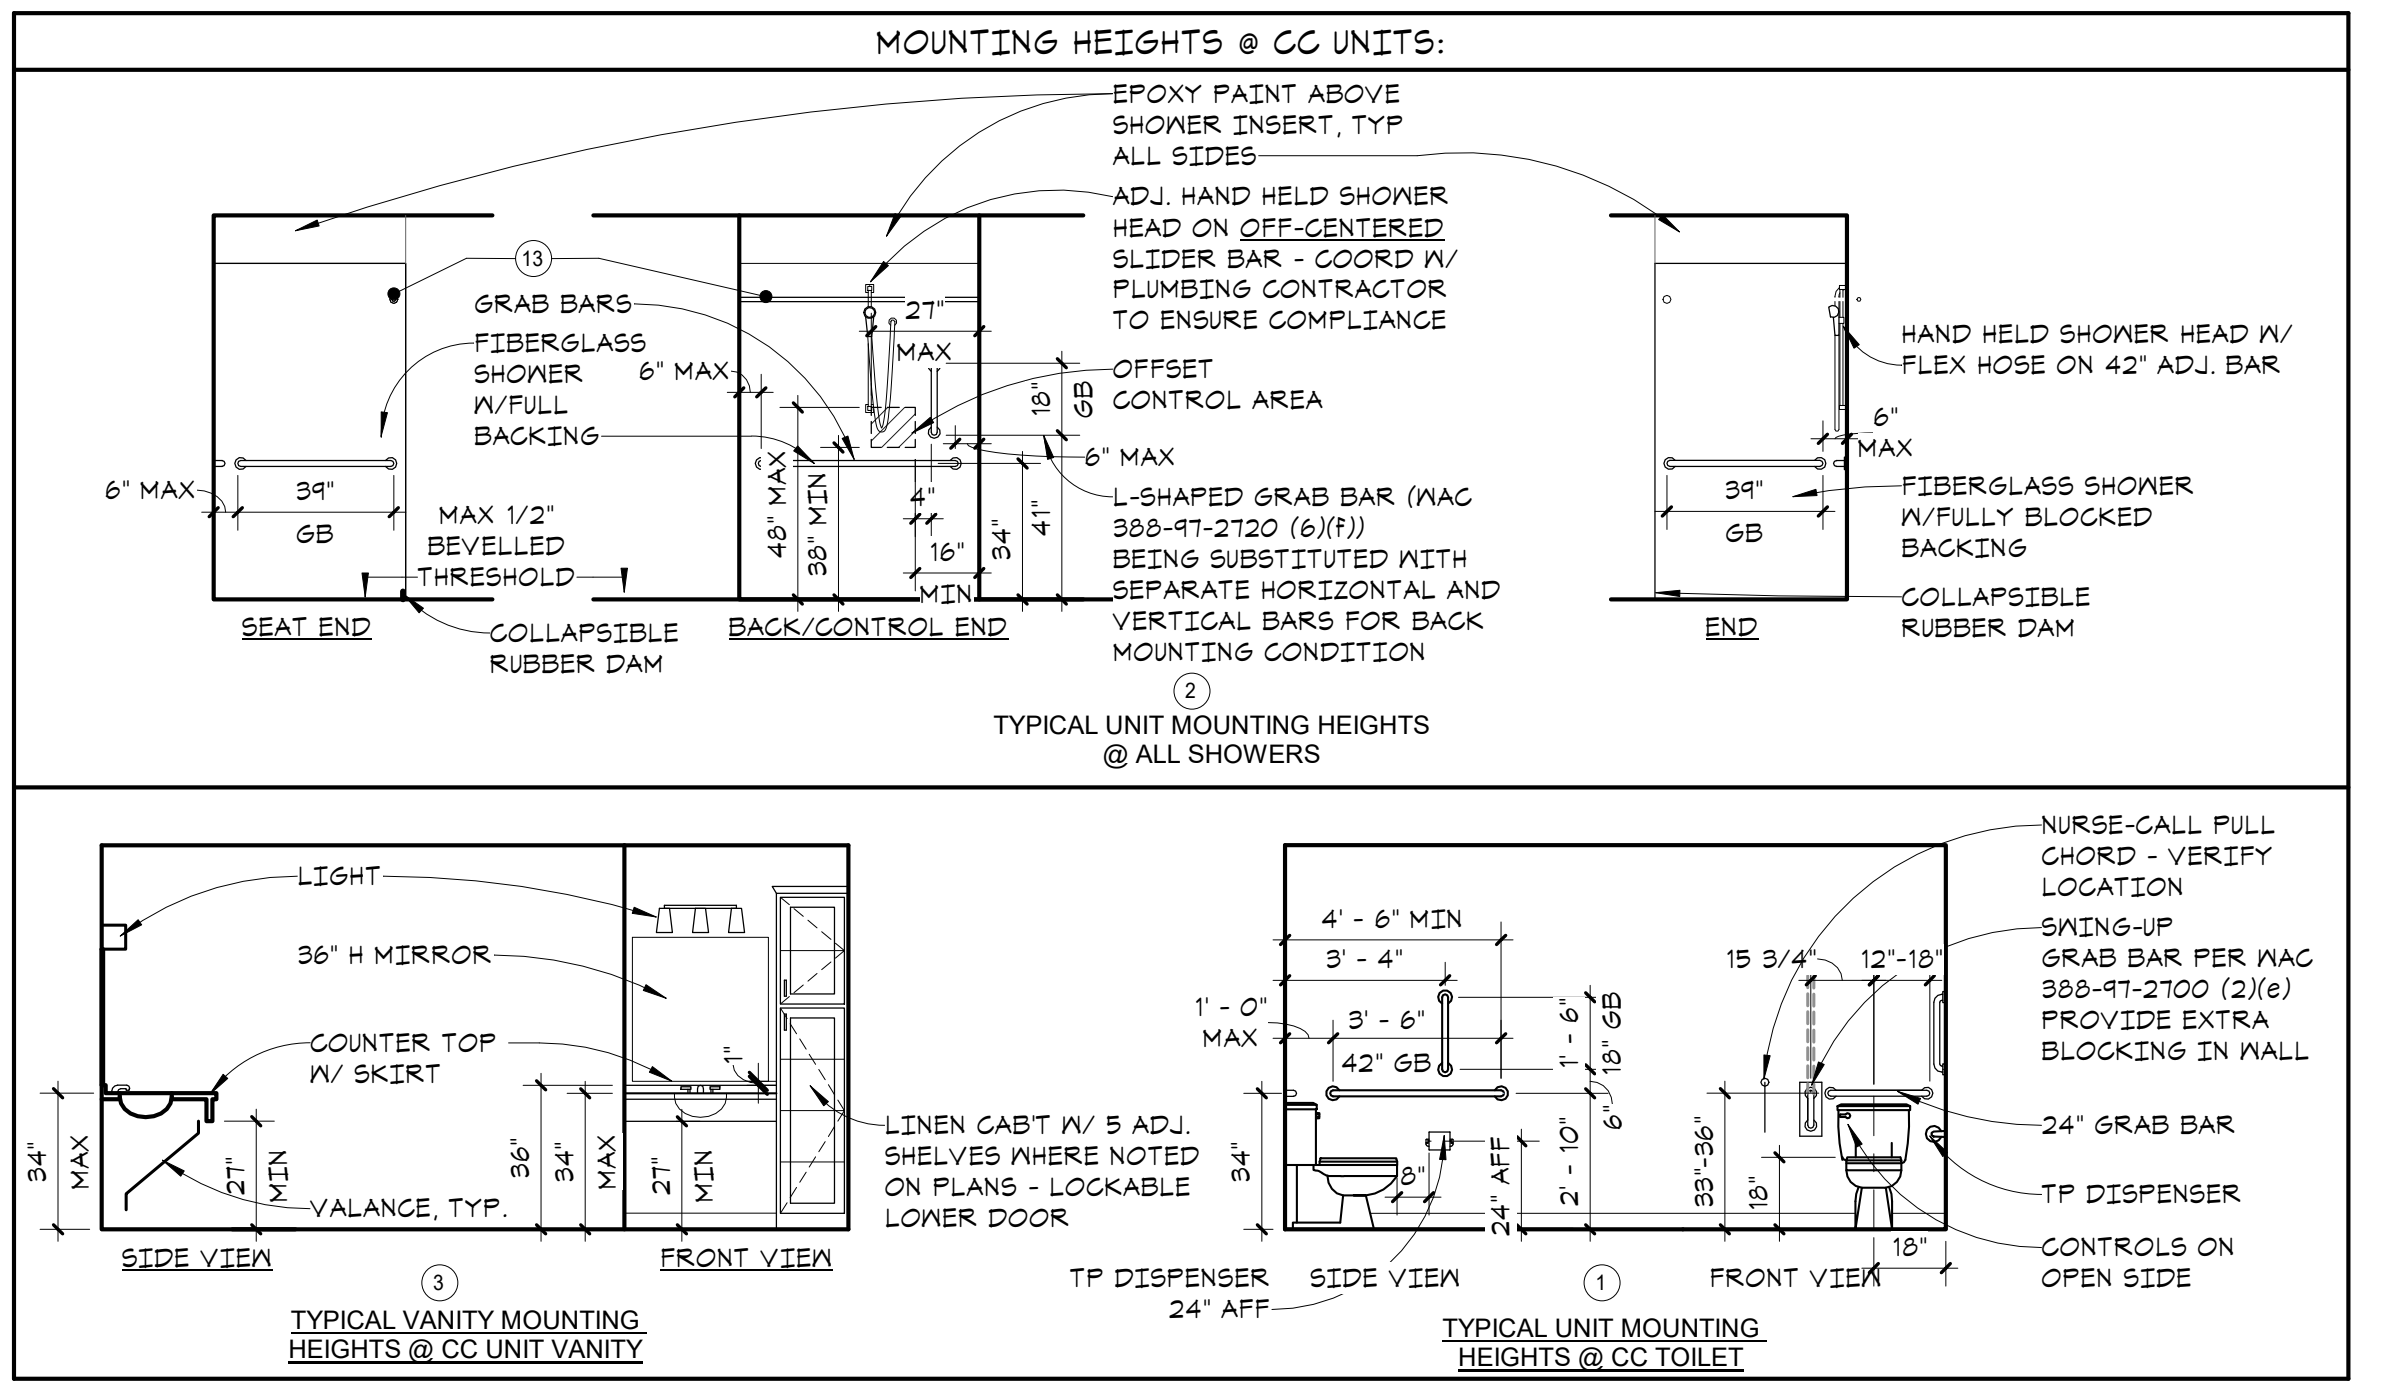 MOUNTING HEIGHTS @ CC UNITS:
EPOXY PAINT ABOVE
SHOWER INSERT, TYP
ALL SIDES
ADJ. HAND HELD SHOWER
HEAD ON OFF-CENTERED
SLIDER BAR - COORD W/
PLUMBING CONTRACTOR
TO ENSURE COMPLIANCE
13
GRAB BARS
FIBERGLASS
SHOWER
W/FULL
BACKING
6" MAX
27"
MAX
OFFSET
CONTROL AREA
18"
GB
6" MAX
HAND HELD SHOWER HEAD W/
FLEX HOSE ON 42" ADJ. BAR
6"
MAX
6" MAX
39"
GB
MAX 1/2"
BEVELLED
THRESHOLD
48" MAX
38" MIN
4"
16"
MIN
34"
41"
L-SHAPED GRAB BAR (WAC
388-97-2720 (6)(f))
BEING SUBSTITUTED WITH
SEPARATE HORIZONTAL AND
VERTICAL BARS FOR BACK
MOUNTING CONDITION
39"
GB
FIBERGLASS SHOWER
W/FULLY BLOCKED
BACKING
COLLAPSIBLE
RUBBER DAM
SEAT END
COLLAPSIBLE
RUBBER DAM
BACK/CONTROL END
END
2
TYPICAL UNIT MOUNTING HEIGHTS
@ ALL SHOWERS
LIGHT
36" H MIRROR
COUNTER TOP
W/ SKIRT
1"
34"
MAX
27"
MIN
VALANCE, TYP.
36"
34"
MAX
27"
MIN
LINEN CAB'T W/ 5 ADJ.
SHELVES WHERE NOTED
ON PLANS - LOCKABLE
LOWER DOOR
SIDE VIEW
FRONT VIEW
3
TYPICAL VANITY MOUNTING
HEIGHTS @ CC UNIT VANITY
NURSE-CALL PULL
CHORD - VERIFY
LOCATION
SWING-UP
GRAB BAR PER WAC
388-97-2700 (2)(e)
PROVIDE EXTRA
BLOCKING IN WALL
4' - 6" MIN
3' - 4"
1' - 0"
MAX
3' - 6"
42" GB
1' - 6"
18" GB
6"
2' - 10"
34"
8"
24" AFF
15 3/4"
12"-18"
33"-36"
18"
24" GRAB BAR
TP DISPENSER
CONTROLS ON
OPEN SIDE
18"
TP DISPENSER
24" AFF
SIDE VIEW
FRONT VIEW
1
TYPICAL UNIT MOUNTING
HEIGHTS @ CC TOILET